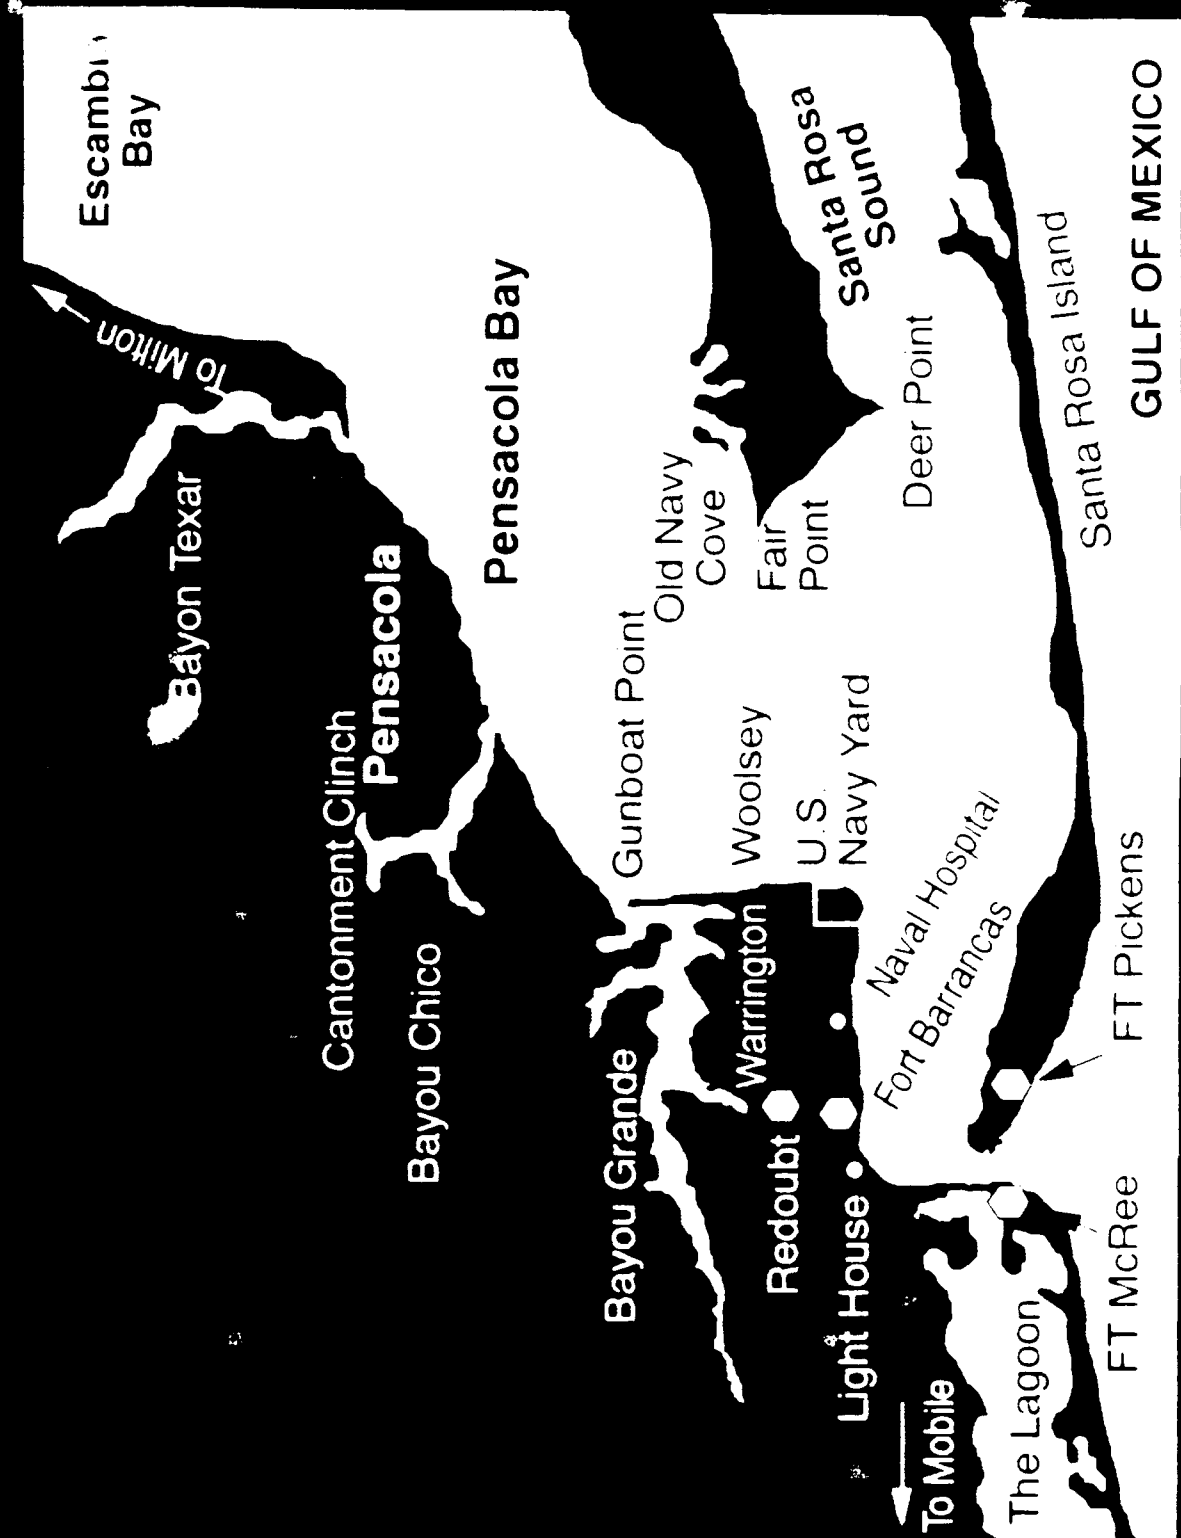 Escambia
Bay
To Milton
Bayon Texar
Pensacola
Cantonment Clinch
Bayou Chico
Pensacola Bay
Santa Rosa
Sound
Old Navy
Cove
Fair
Point
Deer Point
Santa Rosa Island
GULF OF MEXICO
Gunboat Point
Woolsey
U.S.
Navy Yard
Naval Hospital
Fort Barrancas
Warrington
Bayou Grande
Redoubt
Light House
FT Pickens
FT McRee
The Lagoon
To Mobile